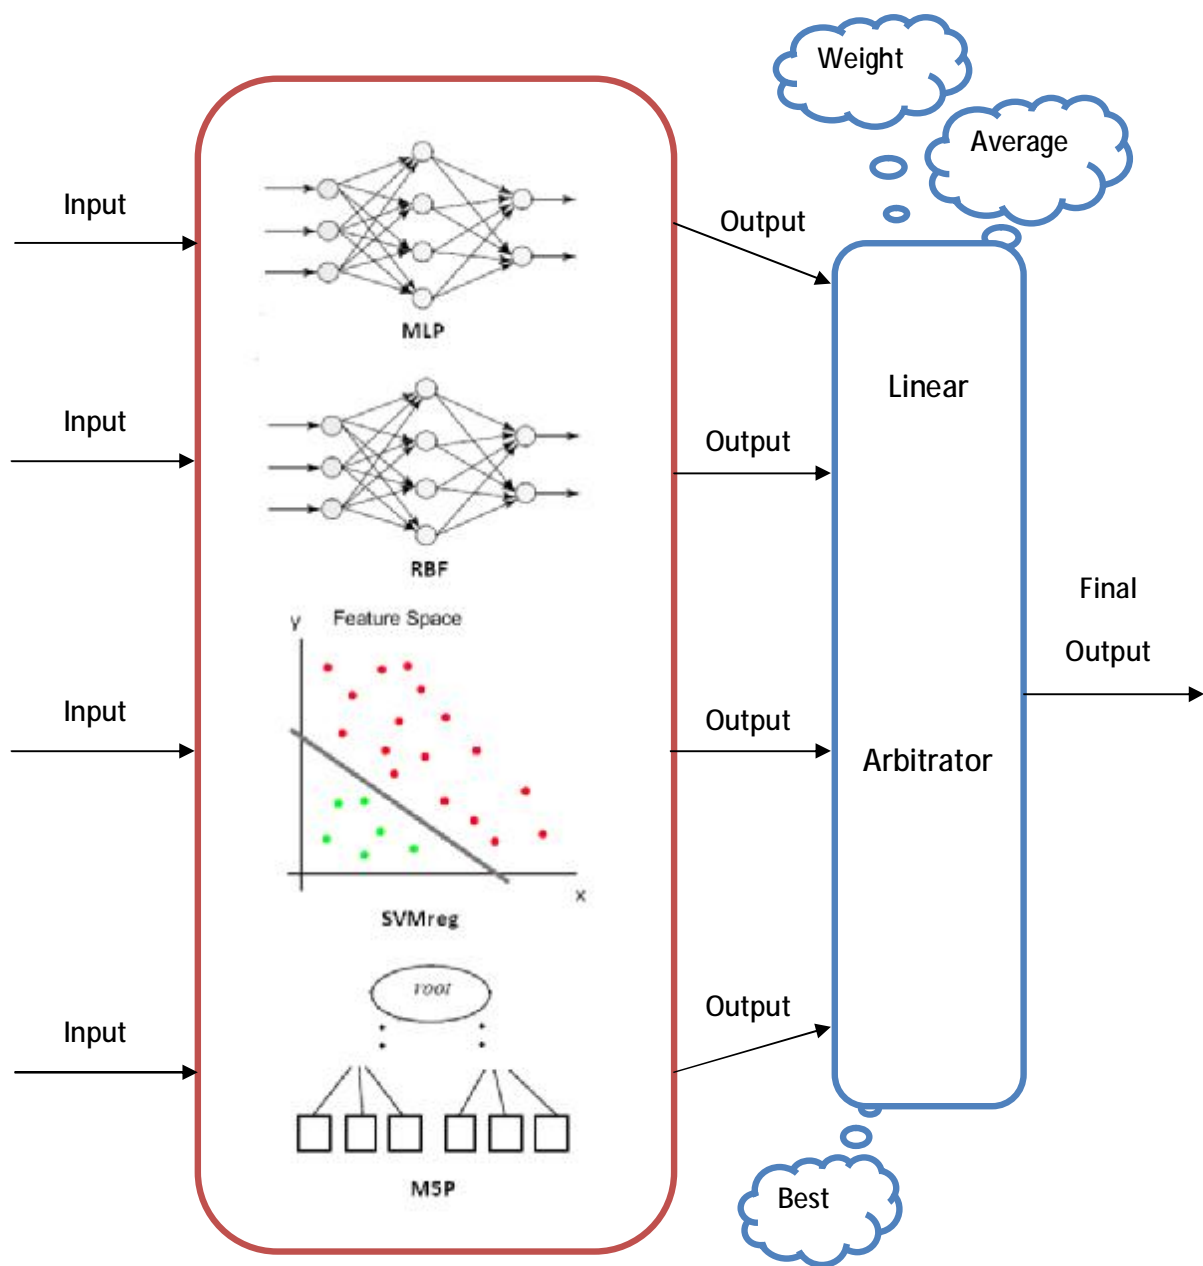 Weight
Average
Input
Output
MLP
Linear
Input
Output
RBF
Final
Output
y
Feature Space
Input
Output
Arbitrator
x
SVMreg
root
Input
Output
M5P
Best